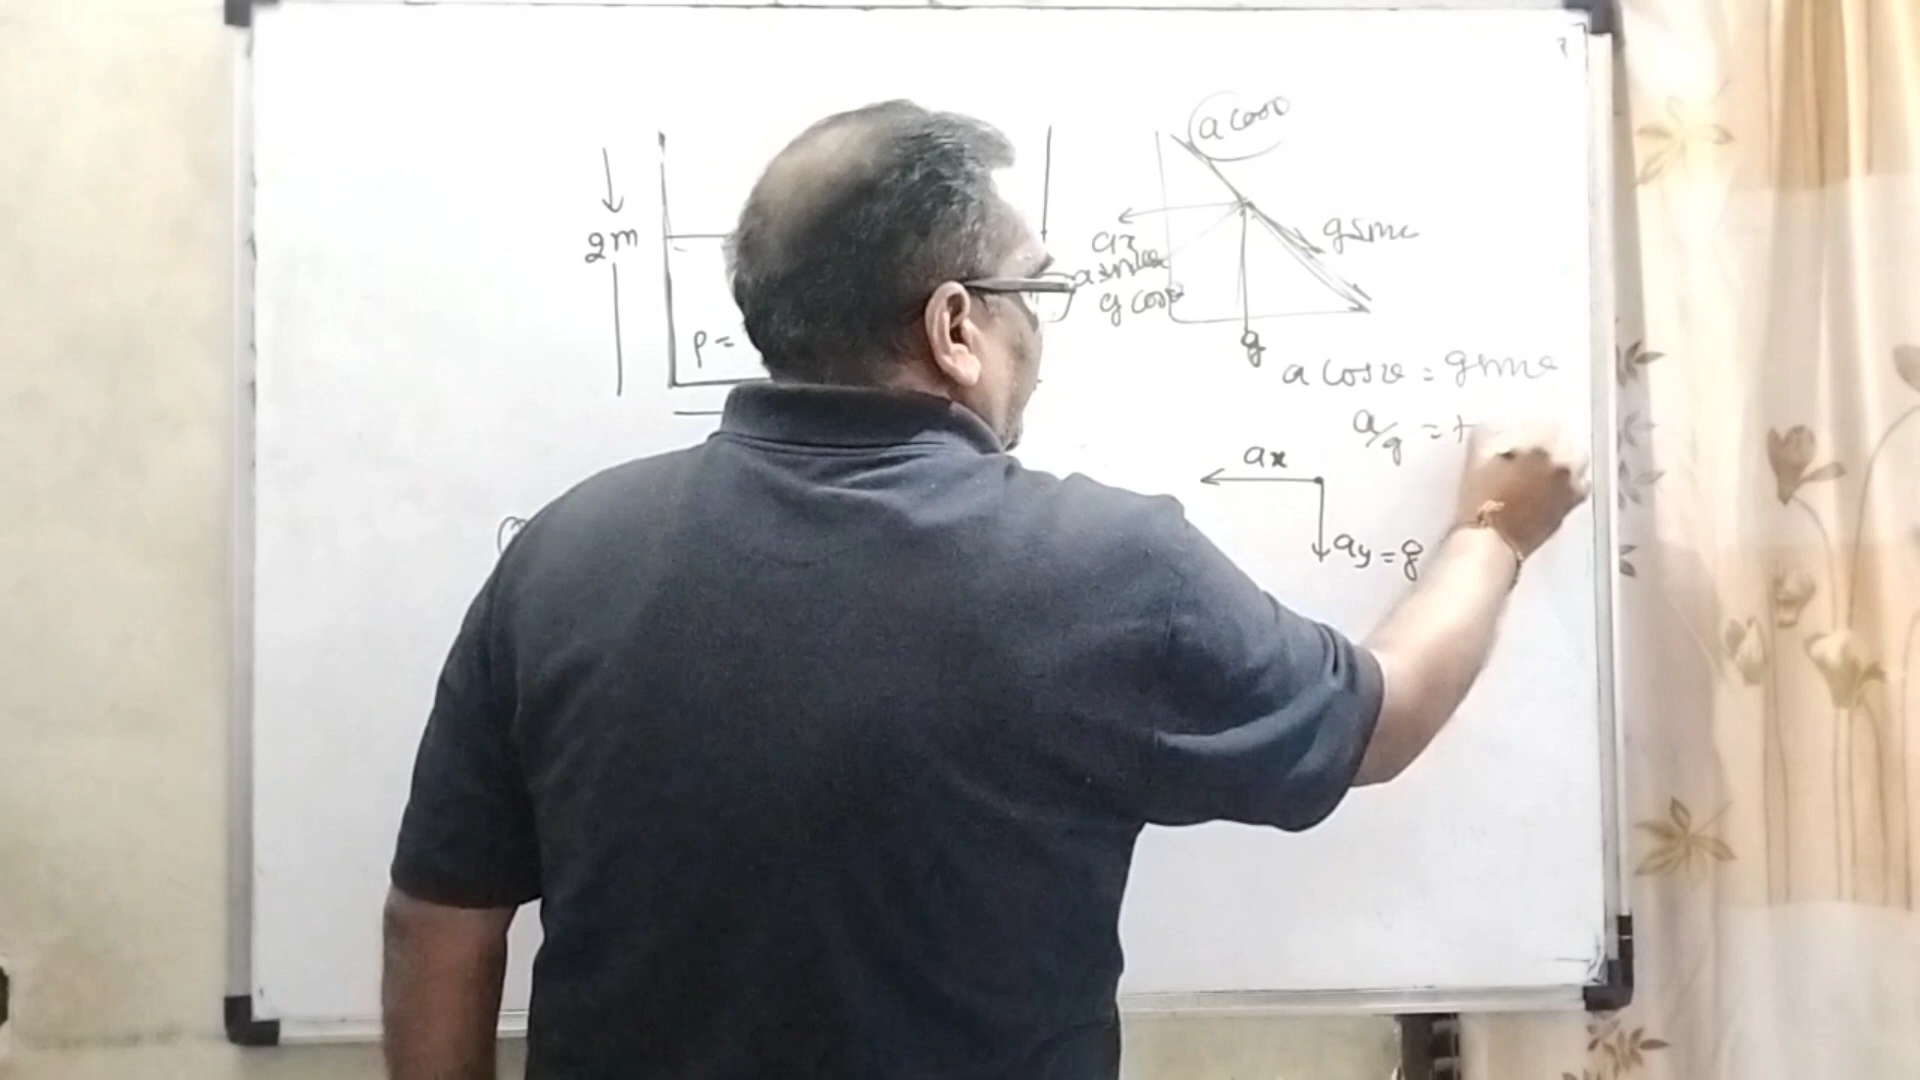 2m
ρ =
a cosθ
g sinθ
ax
a sinθ
g cosθ
g
a cosθ = g sinθ
a/g = t
ax
ay = g